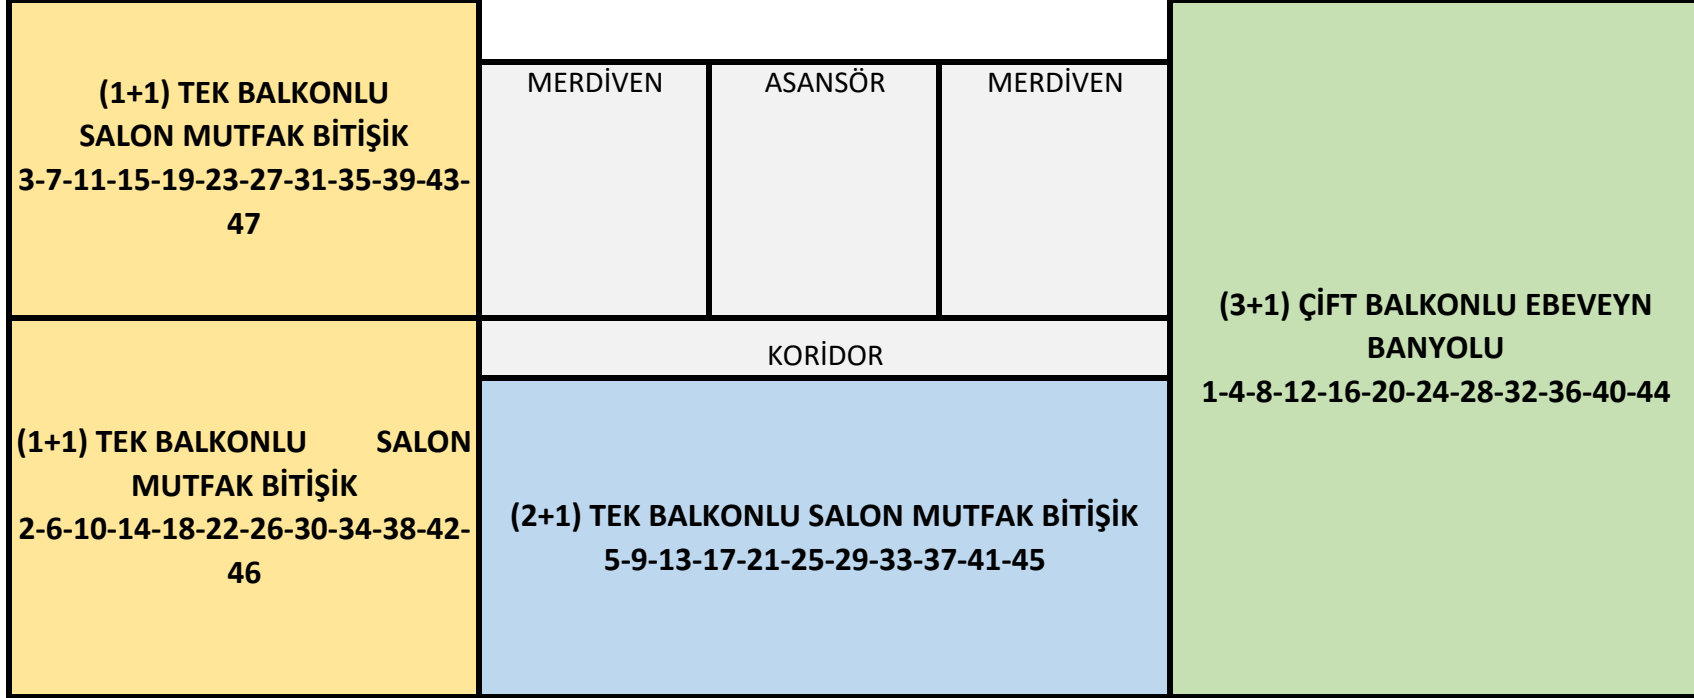 (1+1) TEK BALKONLU
SALON MUTFAK BİTİŞİK
3-7-11-15-19-23-27-31-35-39-43-
47
MERDİVEN
ASANSÖR
MERDİVEN
KORİDOR
(1+1) TEK BALKONLU SALON
MUTFAK BİTİŞİK
2-6-10-14-18-22-26-30-34-38-42-
46
(2+1) TEK BALKONLU SALON MUTFAK BİTİŞİK
5-9-13-17-21-25-29-33-37-41-45
(3+1) ÇİFT BALKONLU EBEVEYN
BANYOLU
1-4-8-12-16-20-24-28-32-36-40-44